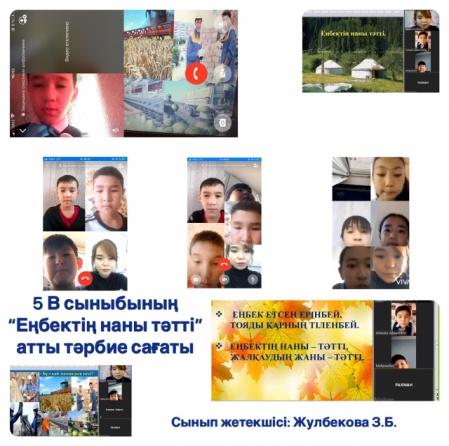 Еңбектің наны тәтті.
5 В сыныбының
“Еңбектің наны тәтті”
атты тәрбие сағаты
ЕҢБЕК ЕТСЕҢ ЕРІНБЕЙ,
ТОЯДЫ ҚАРНЫҢ ТІЛЕНБЕЙ.
ЕҢБЕКТІҢ НАНЫ – ТӘТТІ,
ЖАЛҚАУДЫҢ ЖАНЫ – ТӘТТІ.
Сынып жетекшісі: Жулбекова З.Б.